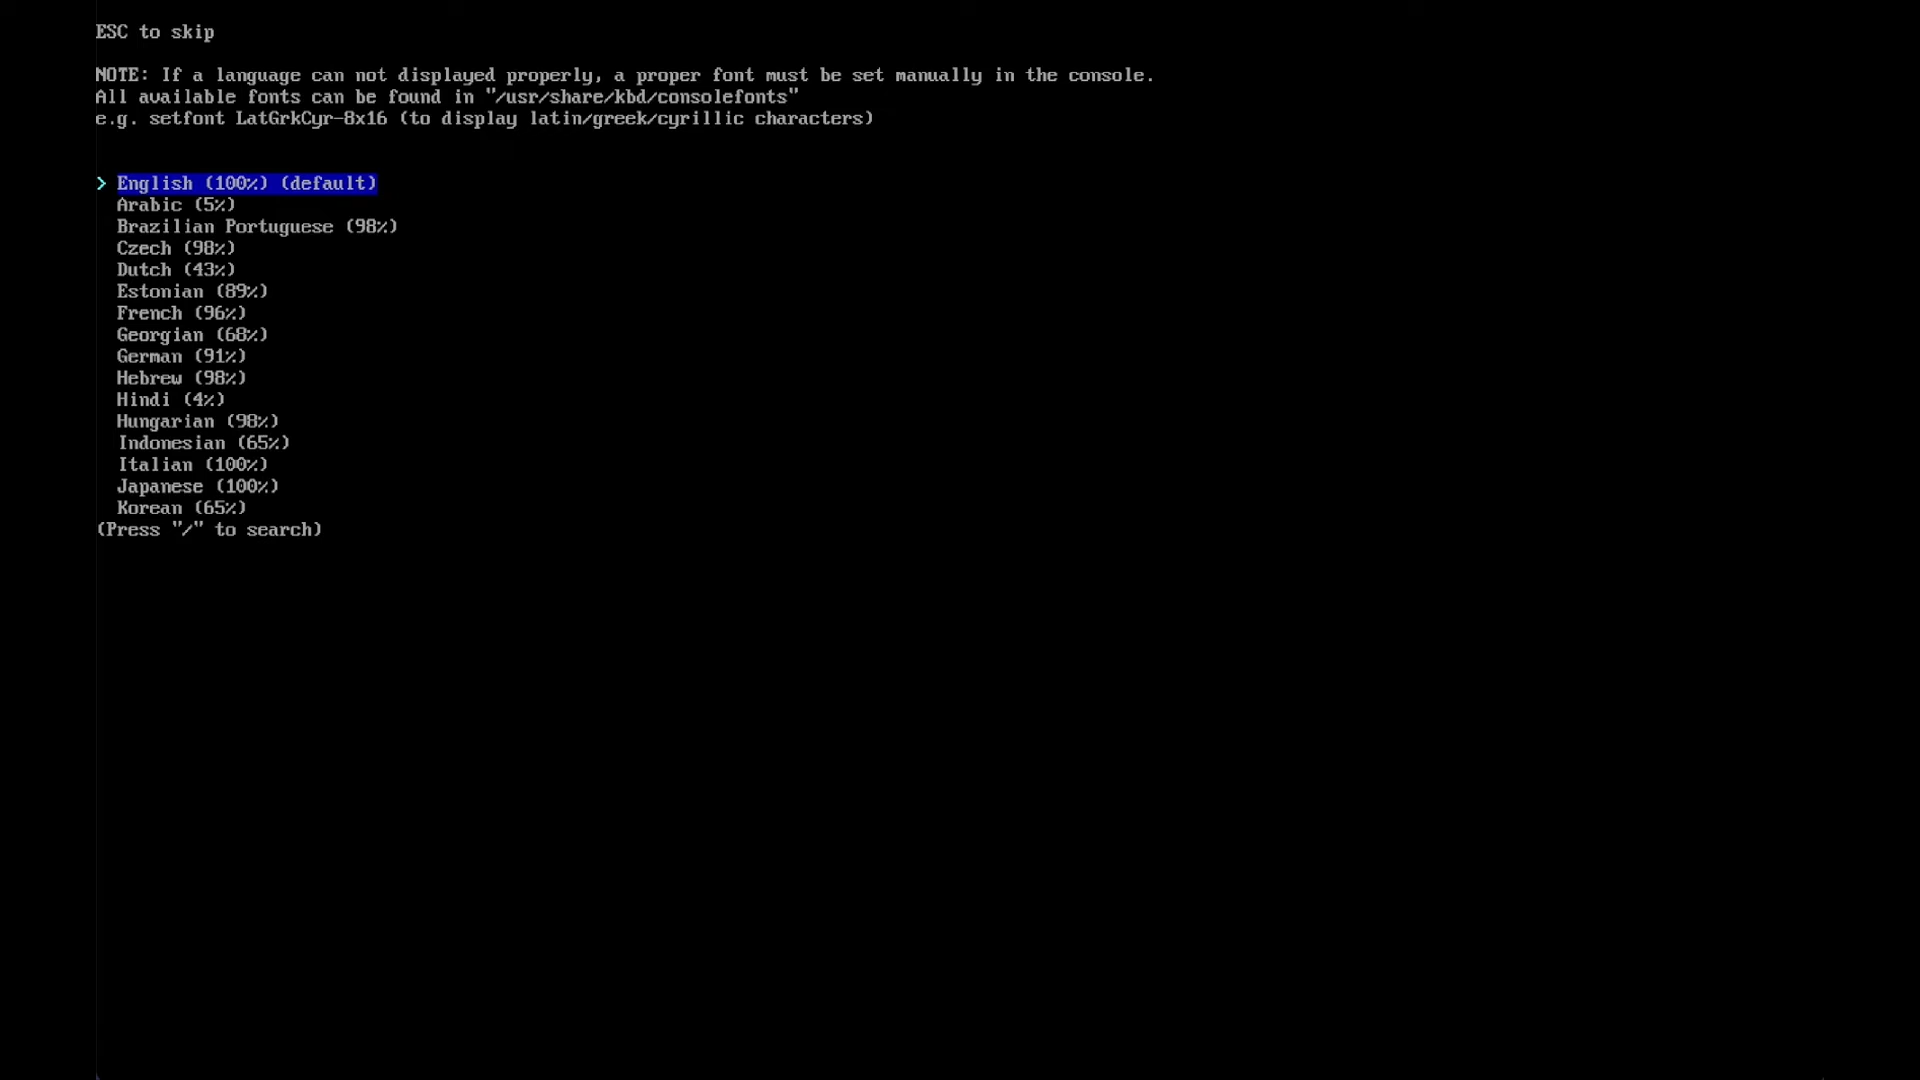 ESC to skip
NOTE: If a language can not displayed properly, a proper font must be set manually in the console.
All available fonts can be found in "/usr/share/kbd/consolefonts"
e.g. setfont LatGrkCyr-8x16 (to display latin/greek/cyrillic characters)
> English (100%) (default)
Arabic (5%)
Brazilian Portuguese (98%)
Czech (98%)
Dutch (43%)
Estonian (89%)
French (96%)
Georgian (68%)
German (91%)
Hebrew (98%)
Hindi (4%)
Hungarian (98%)
Indonesian (65%)
Italian (100%)
Japanese (100%)
Korean (65%)
(Press "/" to search)